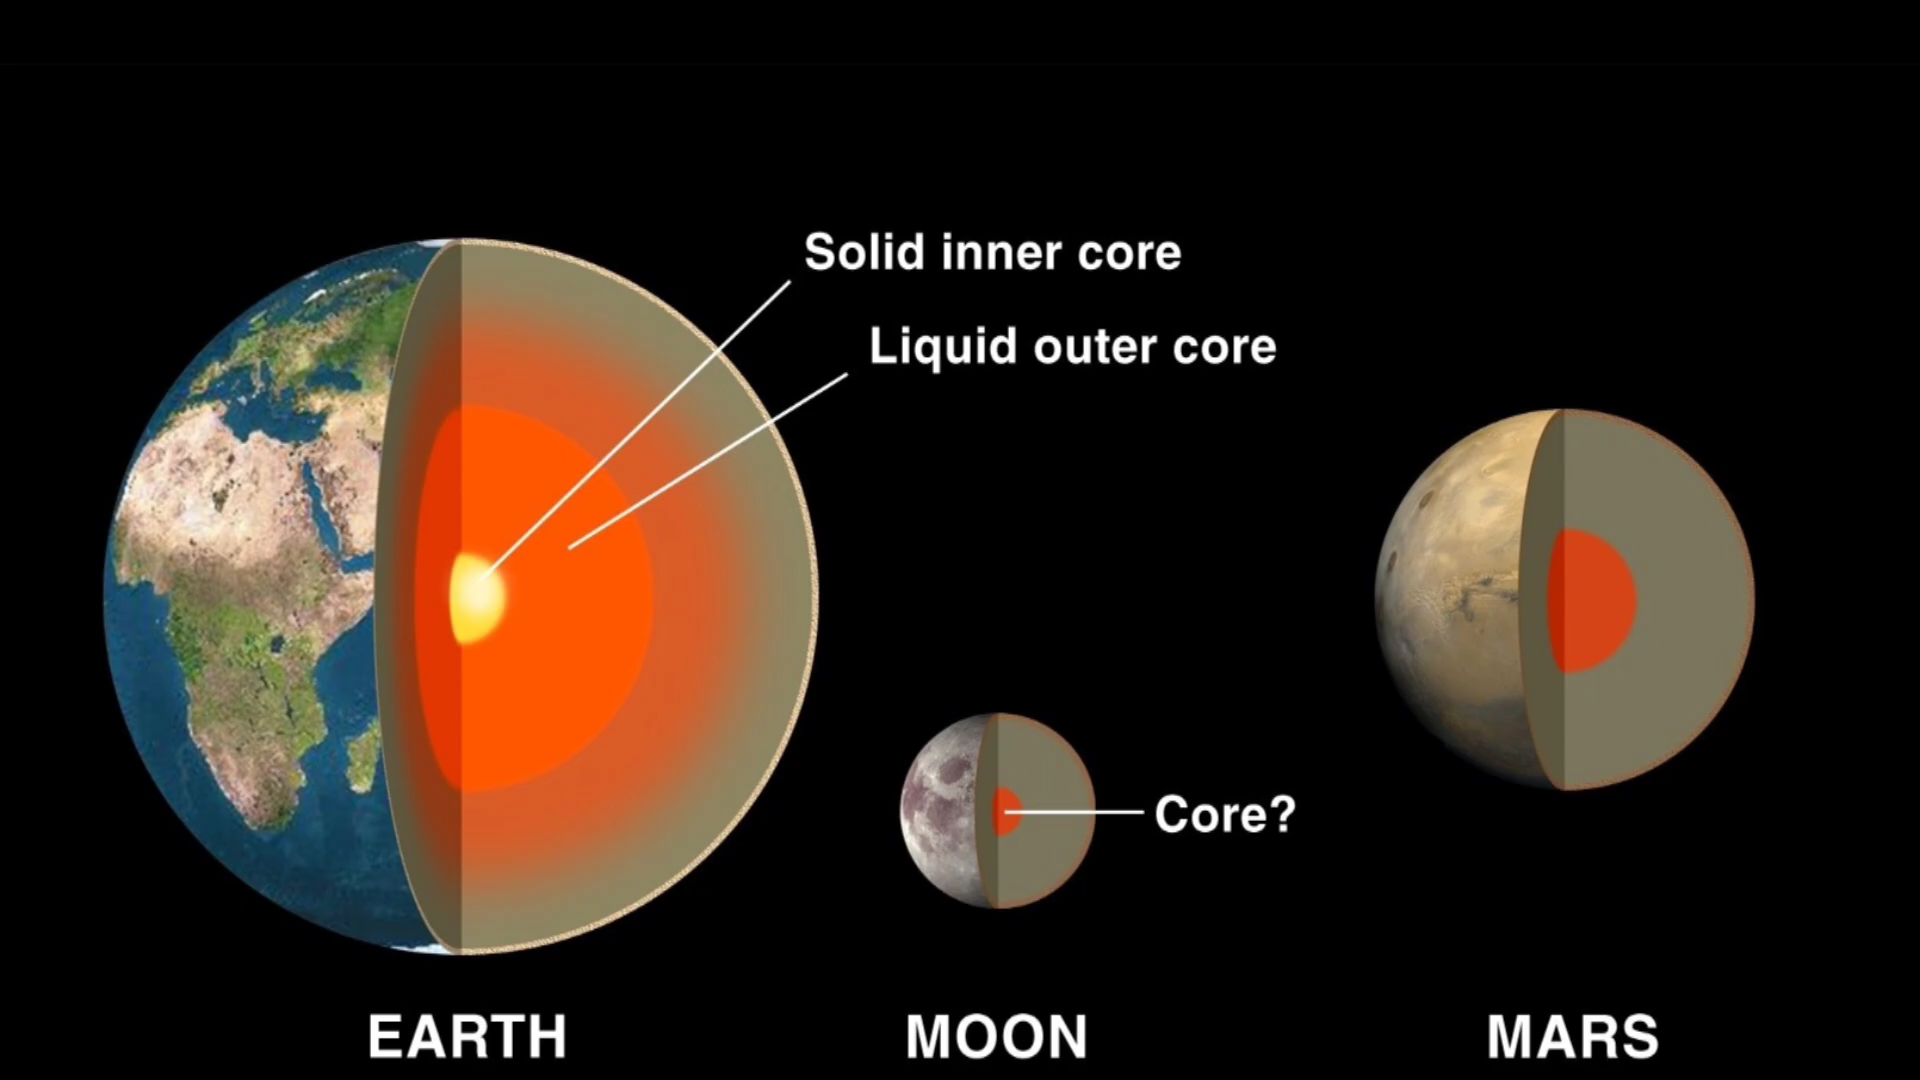 Solid inner core
Liquid outer core
Core?
EARTH
MOON
MARS